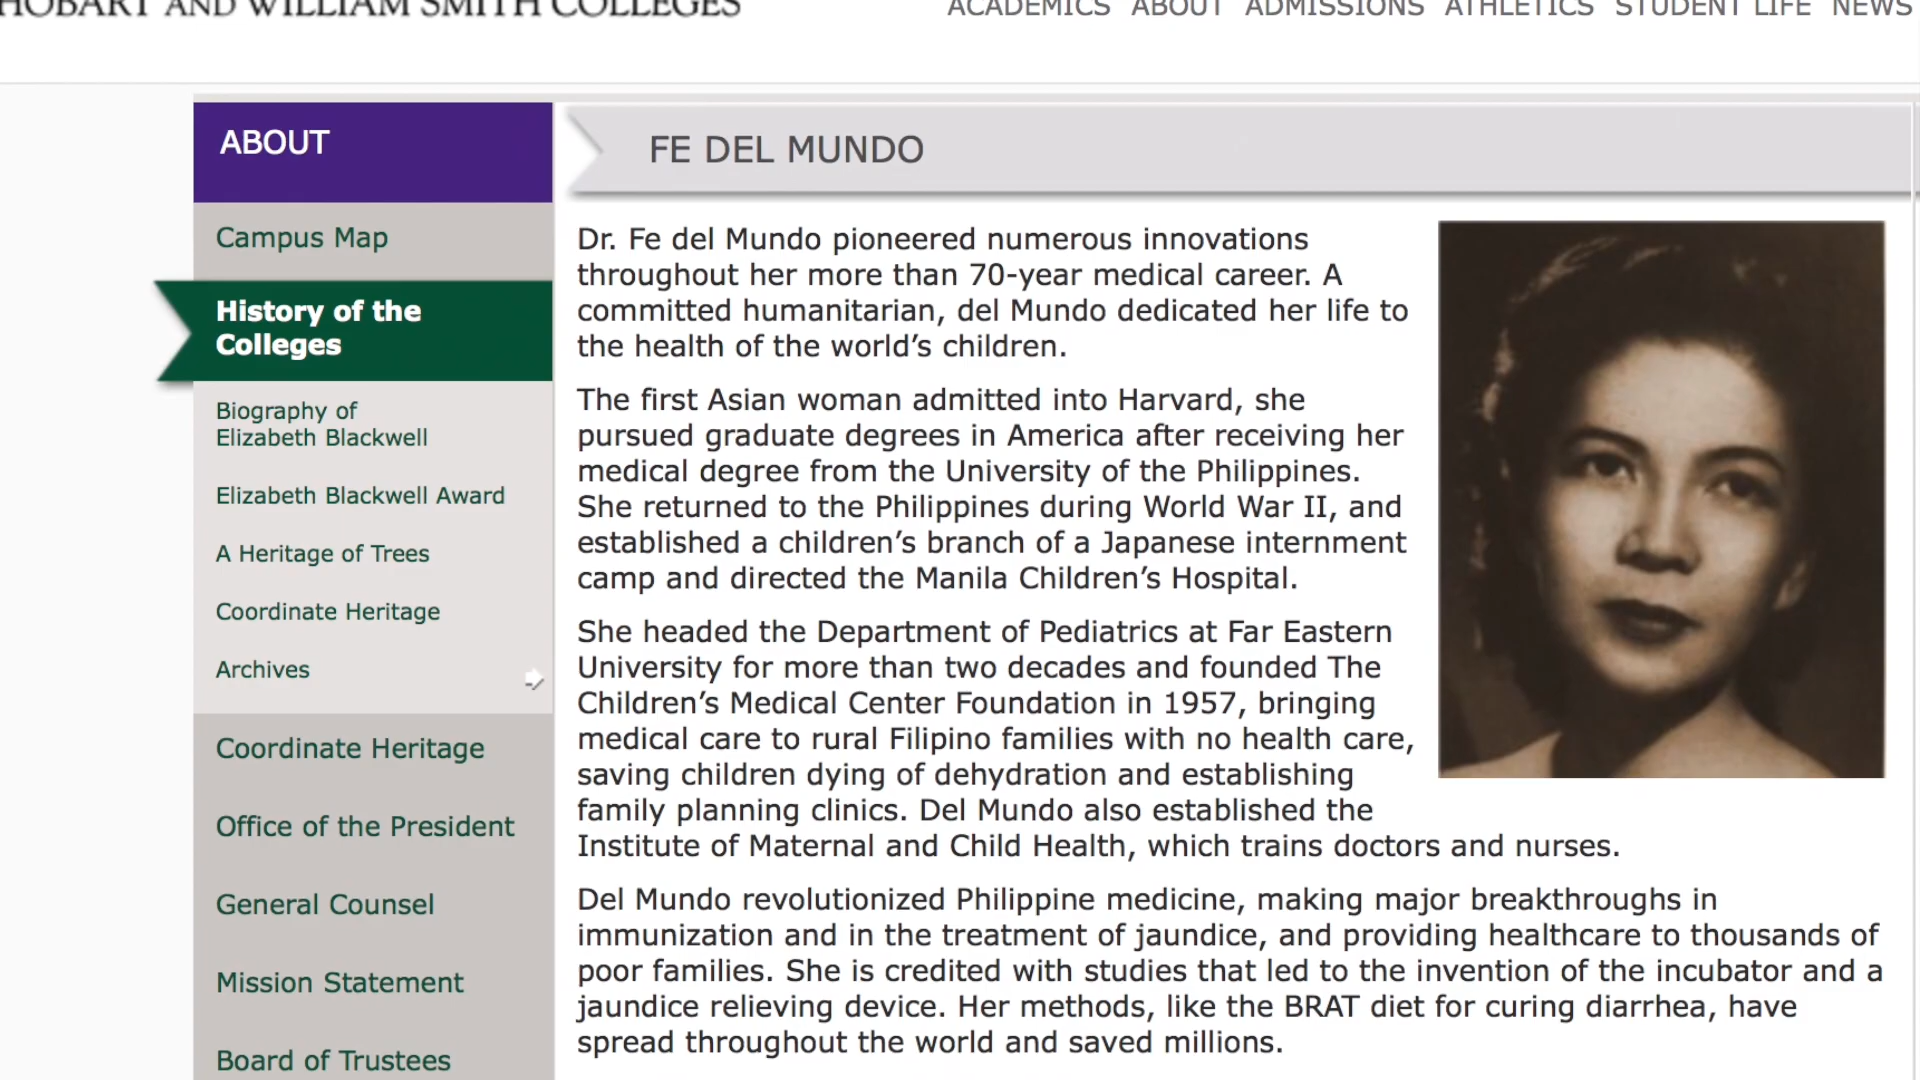 HOBART AND WILLIAM SMITH COLLEGES
ACADEMICS ABOUT ADMISSIONS ATHLETICS STUDENT LIFE NEWS
ABOUT
Campus Map
History of the
Colleges
Biography of
Elizabeth Blackwell
Elizabeth Blackwell Award
A Heritage of Trees
Coordinate Heritage
Archives
Coordinate Heritage
Office of the President
General Counsel
Mission Statement
Board of Trustees
FE DEL MUNDO
Dr. Fe del Mundo pioneered numerous innovations
throughout her more than 70-year medical career. A
committed humanitarian, del Mundo dedicated her life to
the health of the world’s children.
The first Asian woman admitted into Harvard, she
pursued graduate degrees in America after receiving her
medical degree from the University of the Philippines.
She returned to the Philippines during World War II, and
established a children’s branch of a Japanese internment
camp and directed the Manila Children’s Hospital.
She headed the Department of Pediatrics at Far Eastern
University for more than two decades and founded The
Children’s Medical Center Foundation in 1957, bringing
medical care to rural Filipino families with no health care,
saving children dying of dehydration and establishing
family planning clinics. Del Mundo also established the
Institute of Maternal and Child Health, which trains doctors and nurses.
Del Mundo revolutionized Philippine medicine, making major breakthroughs in
immunization and in the treatment of jaundice, and providing healthcare to thousands of
poor families. She is credited with studies that led to the invention of the incubator and a
jaundice relieving device. Her methods, like the BRAT diet for curing diarrhea, have
spread throughout the world and saved millions.